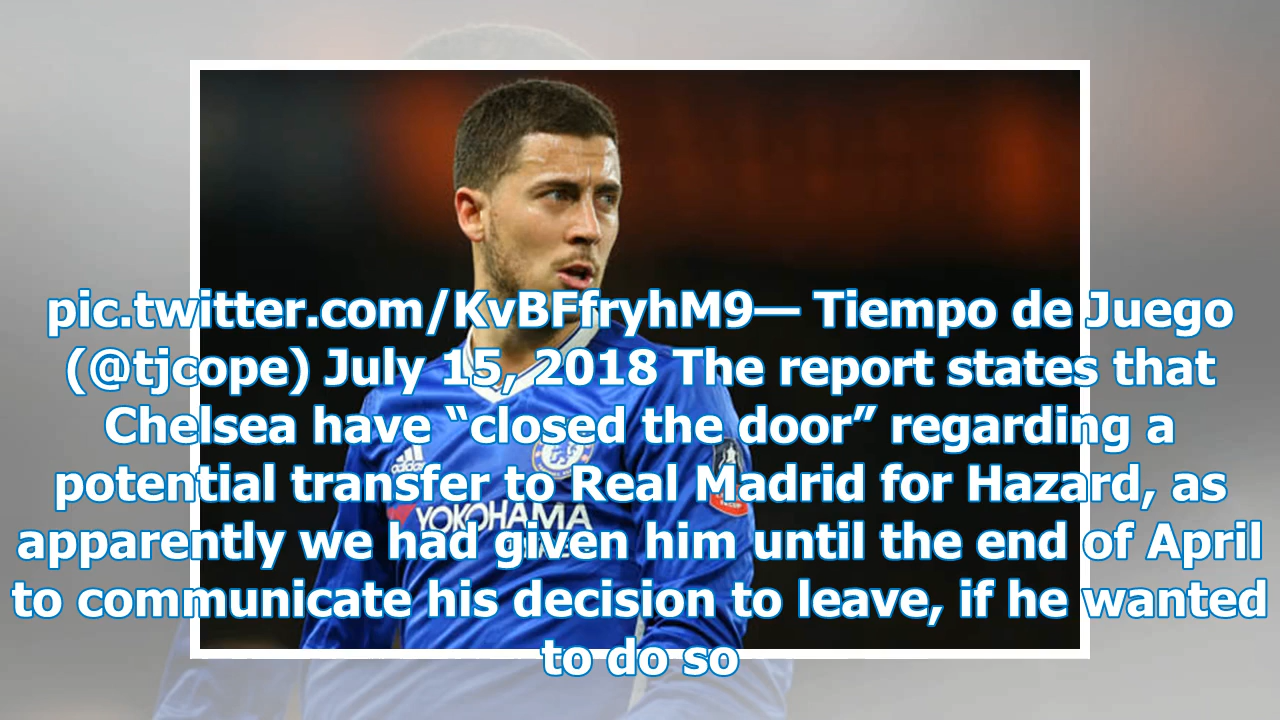 pic.twitter.com/KvBFfryhM9— Tiempo de Juego
(@tjcope) July 15, 2018 The report states that
Chelsea have “closed the door” regarding a
potential transfer to Real Madrid for Hazard, as
adidas
YOKOHAMA
apparently we had given him until the end of April
to communicate his decision to leave, if he wanted
to do so